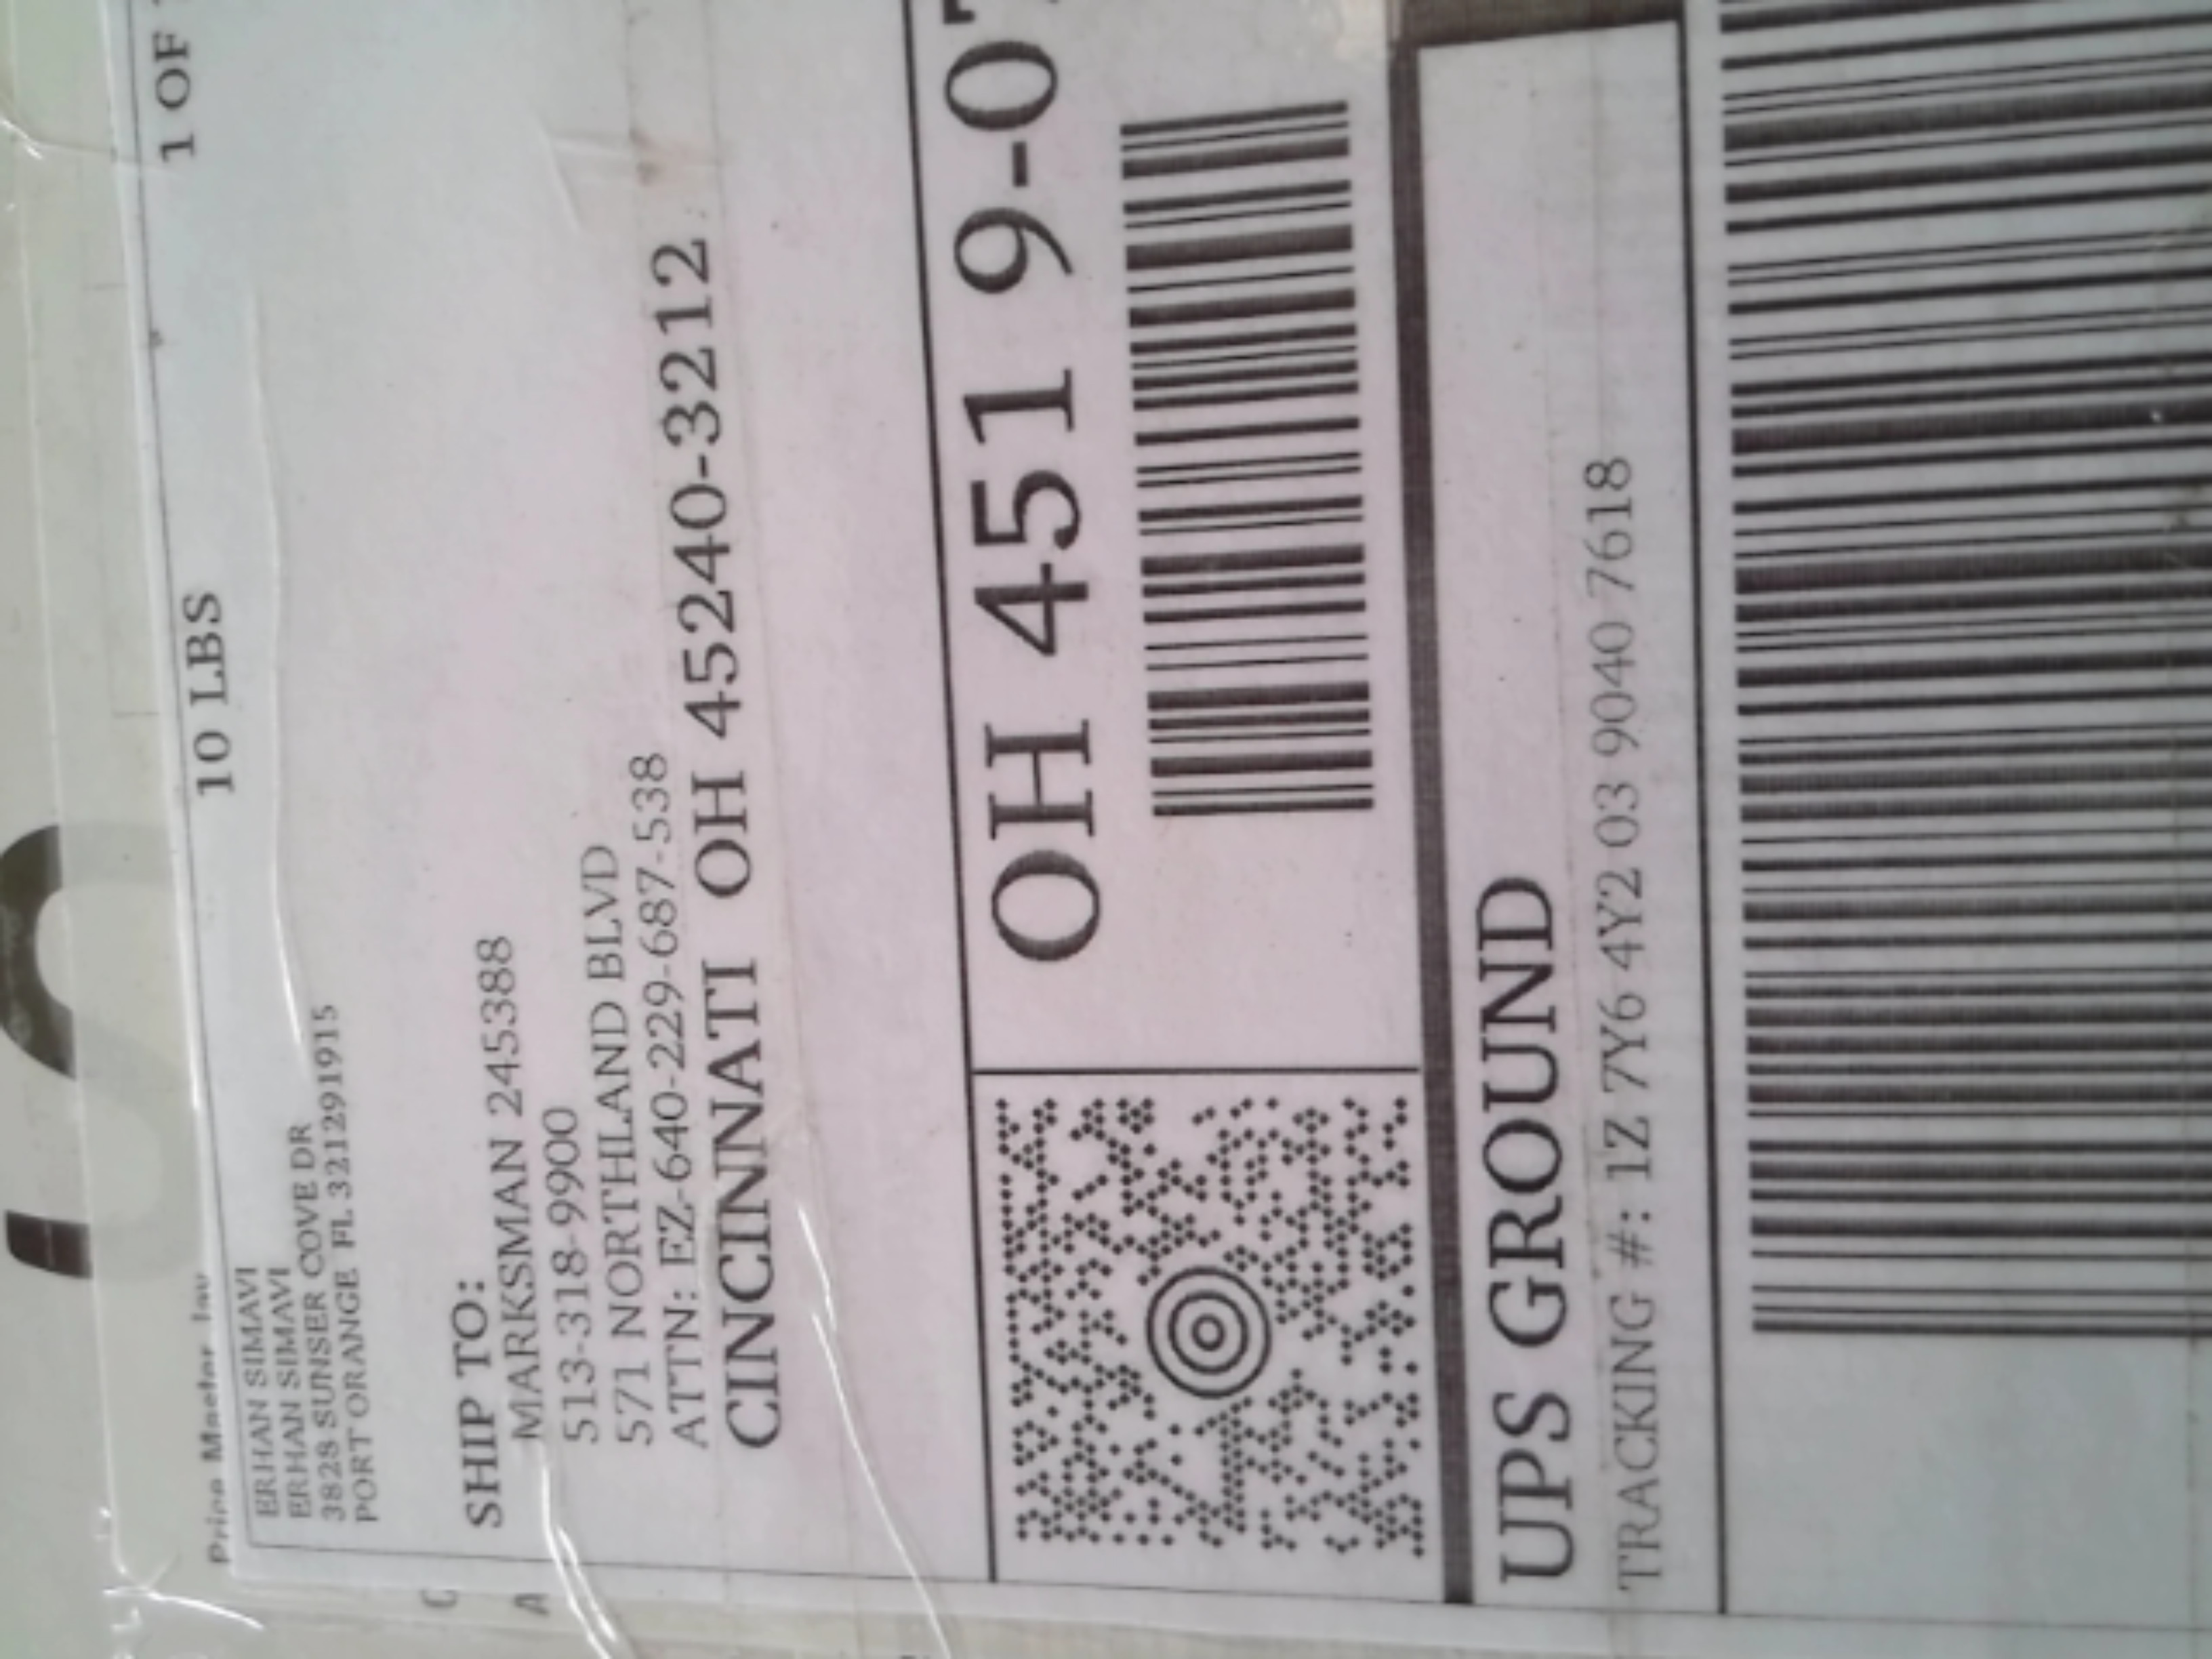 10 LBS
1 OF
ERHAN SIMAVI
ERHAN SIMAVI
3828 SUNSER COVE DR
PORT ORANGE FL 321291915
SHIP TO:
MARKSMAN 245388
513-318-9900
571 NORTHLAND BLVD
ATTN: EZ-640-229-687-538
CINCINNATI OH 45240-3212
OH 451 9-0
UPS GROUND
TRACKING #: 1Z 7Y6 4Y2 03 9040 7618